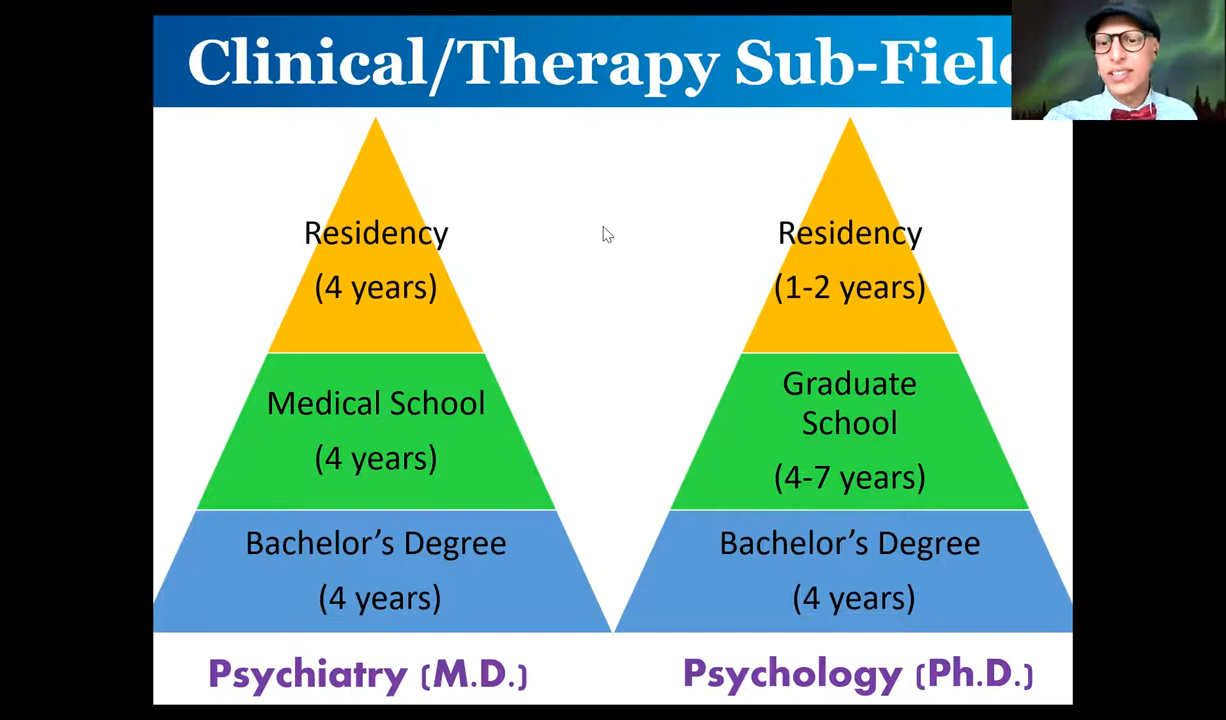 Clinical/Therapy Sub-Fiel
Residency
(4 years)
Medical School
(4 years)
Bachelor's Degree
(4 years)
Psychiatry (M.D.)
Residency
(1-2 years)
Graduate
School
(4-7 years)
Bachelor's Degree
(4 years)
Psychology (Ph.D.)